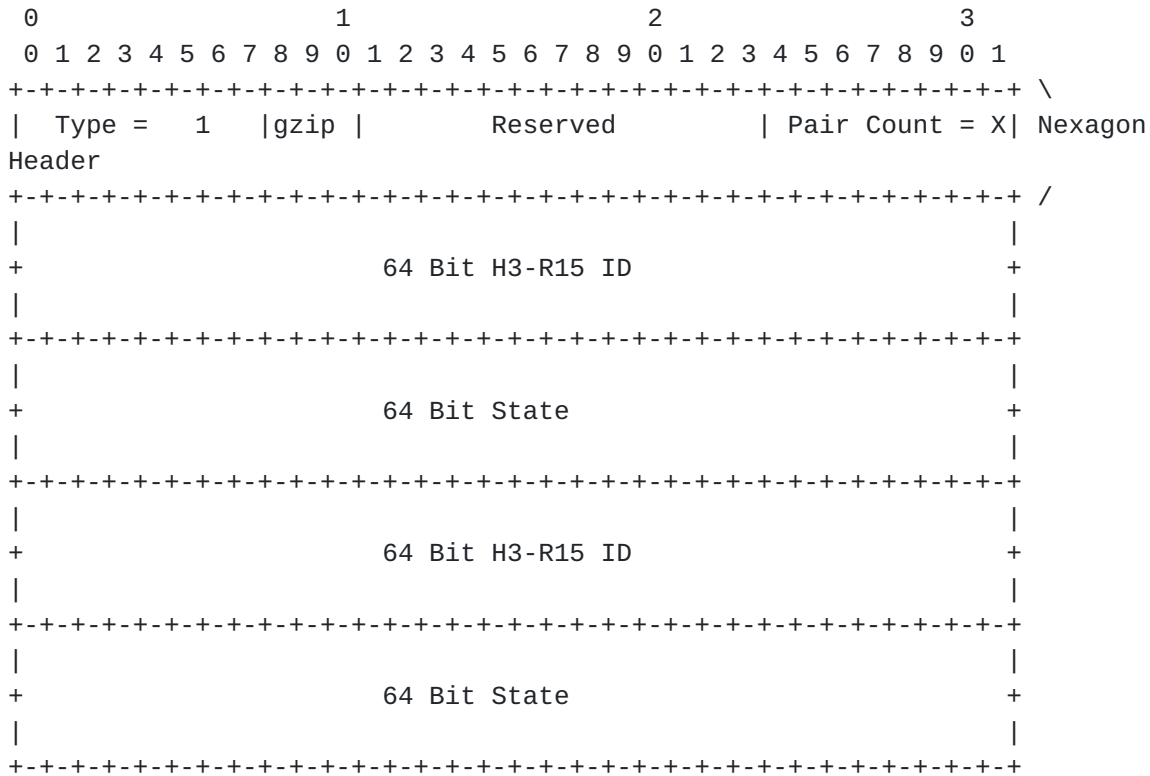 0                   1                   2                   3
 0 1 2 3 4 5 6 7 8 9 0 1 2 3 4 5 6 7 8 9 0 1 2 3 4 5 6 7 8 9 0 1
+-+-+-+-+-+-+-+-+-+-+-+-+-+-+-+-+-+-+-+-+-+-+-+-+-+-+-+-+-+-+-+-+ \
|  Type =   1   |gzip |        Reserved         | Pair Count = X| Nexagon
Header
+-+-+-+-+-+-+-+-+-+-+-+-+-+-+-+-+-+-+-+-+-+-+-+-+-+-+-+-+-+-+-+-+ /
|                                                               |
+                       64 Bit H3-R15 ID                        +
|                                                               |
+-+-+-+-+-+-+-+-+-+-+-+-+-+-+-+-+-+-+-+-+-+-+-+-+-+-+-+-+-+-+-+-+
|                                                               |
+                       64 Bit State                            +
|                                                               |
+-+-+-+-+-+-+-+-+-+-+-+-+-+-+-+-+-+-+-+-+-+-+-+-+-+-+-+-+-+-+-+-+
|                                                               |
+                       64 Bit H3-R15 ID                        +
|                                                               |
+-+-+-+-+-+-+-+-+-+-+-+-+-+-+-+-+-+-+-+-+-+-+-+-+-+-+-+-+-+-+-+-+
|                                                               |
+                       64 Bit State                            +
|                                                               |
+-+-+-+-+-+-+-+-+-+-+-+-+-+-+-+-+-+-+-+-+-+-+-+-+-+-+-+-+-+-+-+-+